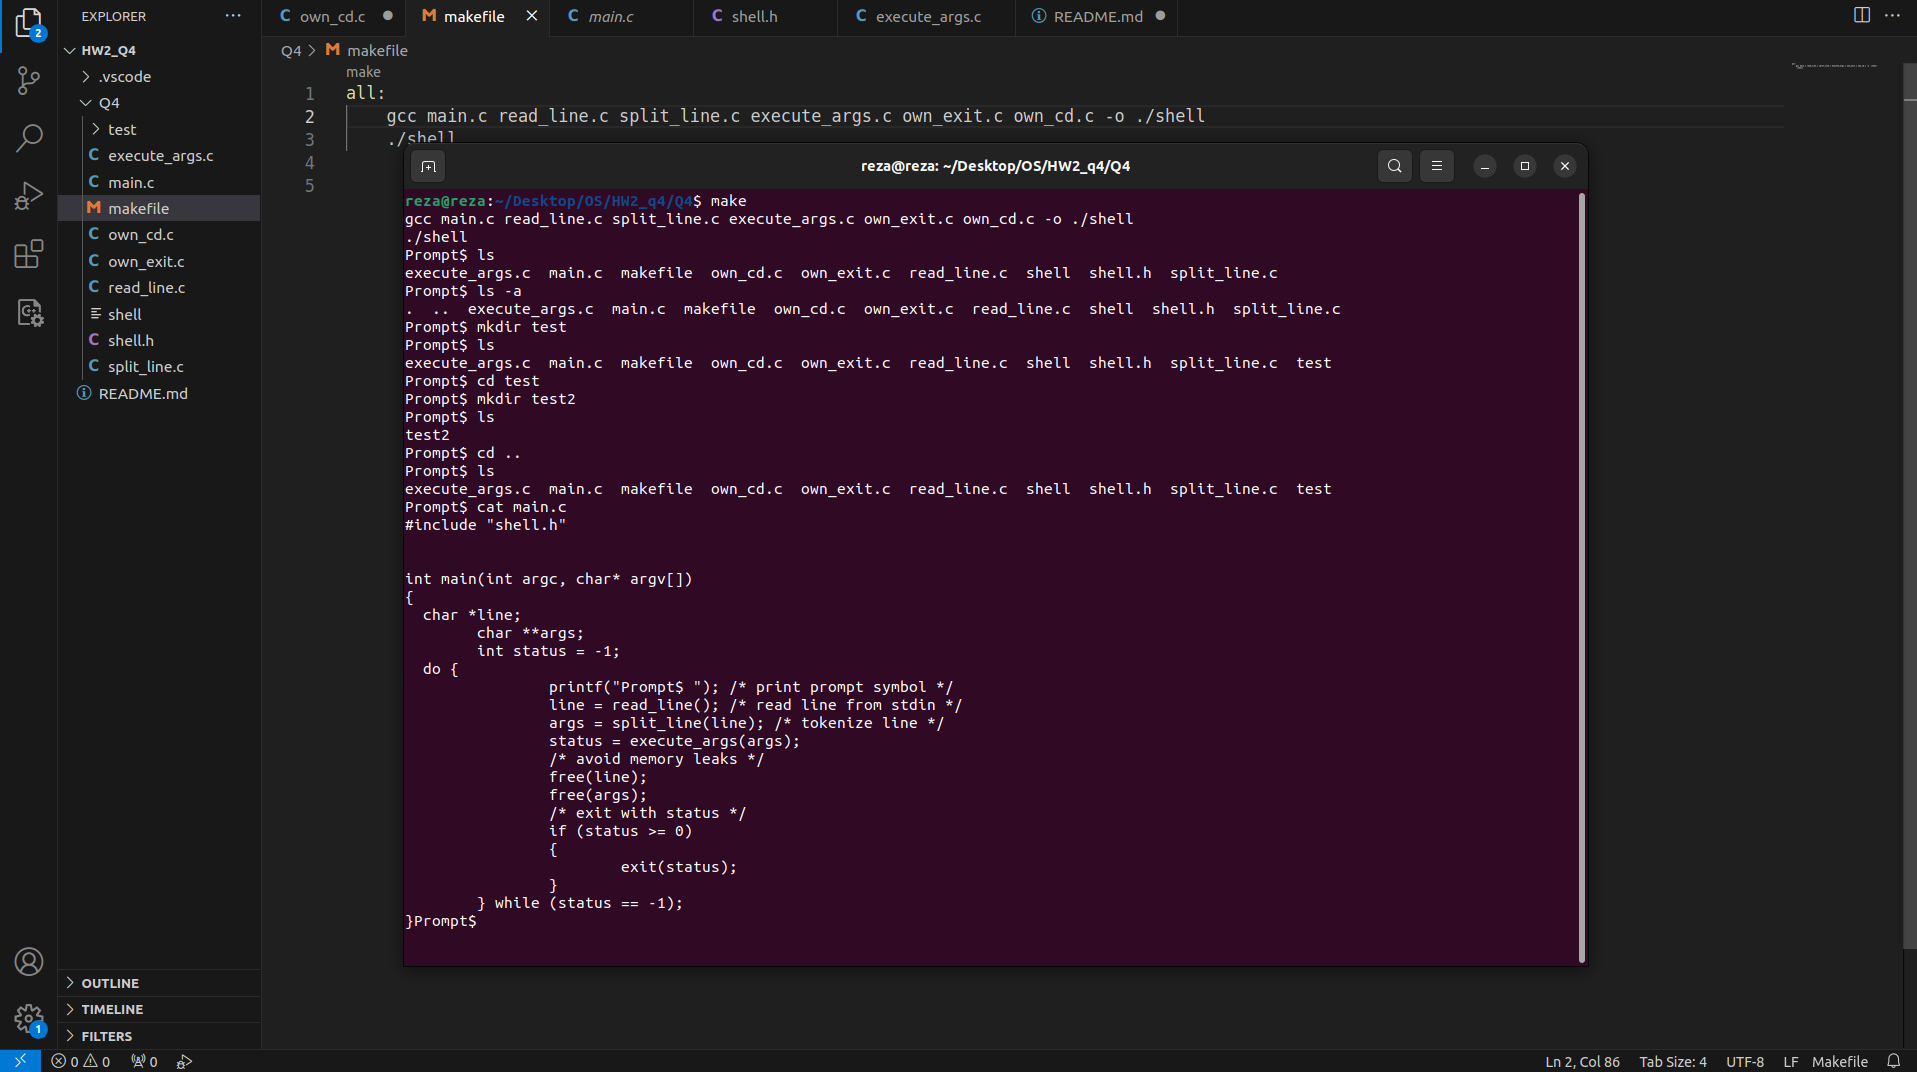 EXPLORER
own_cd.c
makefile
main.c
shell.h
execute_args.c
README.md
2
HW2_Q4
.vscode
Q4
test
execute_args.c
main.c
makefile
own_cd.c
own_exit.c
read_line.c
shell
shell.h
split_line.c
README.md
OUTLINE
TIMELINE
FILTERS
1
Q4 > makefile
make
1 all:
2 gcc main.c read_line.c split_line.c execute_args.c own_exit.c own_cd.c -o ./shell
3 ./shell
4
5
reza@reza: ~/Desktop/OS/HW2_q4/Q4
reza@reza:~/Desktop/OS/HW2_q4/Q4$ make
gcc main.c read_line.c split_line.c execute_args.c own_exit.c own_cd.c -o ./shell
./shell
Prompt$ ls
execute_args.c  main.c  makefile  own_cd.c  own_exit.c  read_line.c  shell  shell.h  split_line.c
Prompt$ ls -a
.  ..  execute_args.c  main.c  makefile  own_cd.c  own_exit.c  read_line.c  shell  shell.h  split_line.c
Prompt$ mkdir test
Prompt$ ls
execute_args.c  main.c  makefile  own_cd.c  own_exit.c  read_line.c  shell  shell.h  split_line.c  test
Prompt$ cd test
Prompt$ mkdir test2
Prompt$ ls
test2
Prompt$ cd ..
Prompt$ ls
execute_args.c  main.c  makefile  own_cd.c  own_exit.c  read_line.c  shell  shell.h  split_line.c  test
Prompt$ cat main.c
#include "shell.h"
int main(int argc, char* argv[])
{
char *line;
char **args;
int status = -1;
do {
printf("Prompt$ "); /* print prompt symbol */
line = read_line(); /* read line from stdin */
args = split_line(line); /* tokenize line */
status = execute_args(args);
/* avoid memory leaks */
free(line);
free(args);
/* exit with status */
if (status >= 0)
{
exit(status);
}
} while (status == -1);
}Prompt$
0 0 0
Ln 2, Col 86 Tab Size: 4 UTF-8 LF Makefile